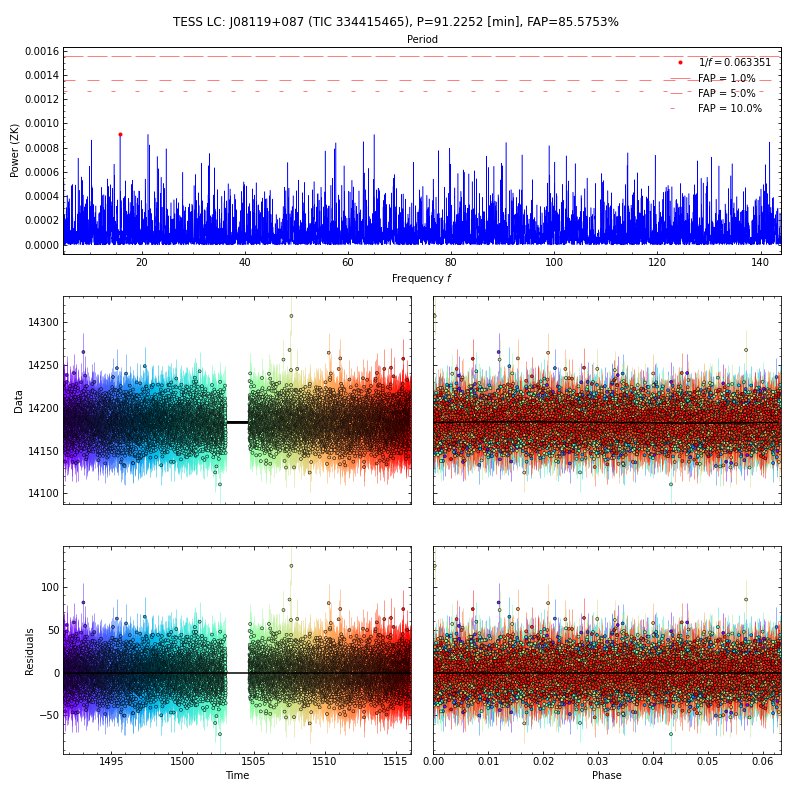 TESS LC: J08119+087 (TIC 334415465), P=91.2252 [min], FAP=85.5753%
Period
0.0016
0.0014
0.0012
0.0010
0.0008
0.0006
0.0004
0.0002
0.0000
Power (ZK)
1/f = 0.063351
FAP = 1.0%
FAP = 5.0%
FAP = 10.0%
20 40 60 80 100 120 140
Frequency f
14300
14250
14200
14150
14100
Data
100
50
0
−50
Residuals
1495 1500 1505 1510 1515
Time
0.00 0.01 0.02 0.03 0.04 0.05 0.06
Phase